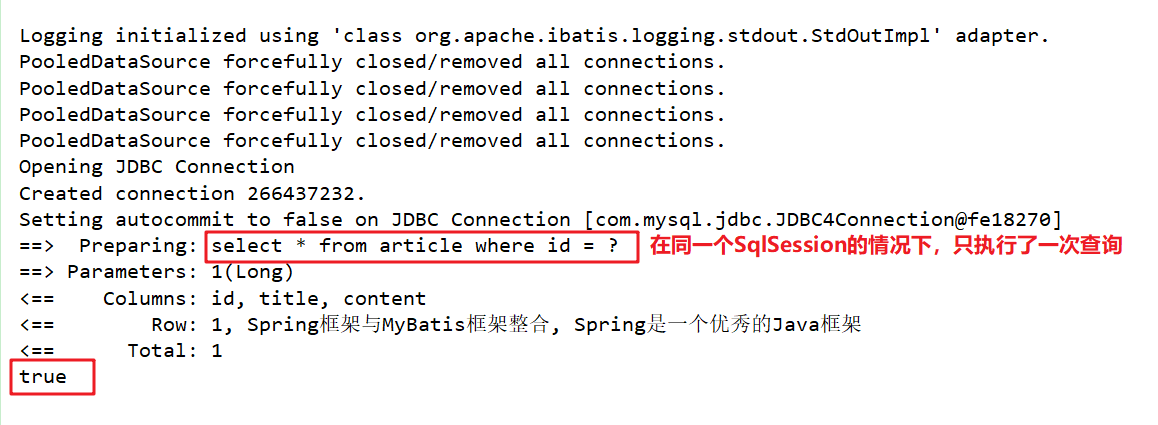 Logging initialized using 'class org.apache.ibatis.logging.stdout.StdOutImpl' adapter.
PooledDataSource forcefully closed/removed all connections.
PooledDataSource forcefully closed/removed all connections.
PooledDataSource forcefully closed/removed all connections.
PooledDataSource forcefully closed/removed all connections.
Opening JDBC Connection
Created connection 266437232.
Setting autocommit to false on JDBC Connection [com.mysql.jdbc.JDBC4Connection@fe18270]
==>  Preparing: select * from article where id = ? 在同一个SqlSession的情况下，只执行了一次查询
==> Parameters: 1(Long)
<==    Columns: id, title, content
<==        Row: 1, Spring框架与MyBatis框架整合, Spring是一个优秀的Java框架
<==      Total: 1
true